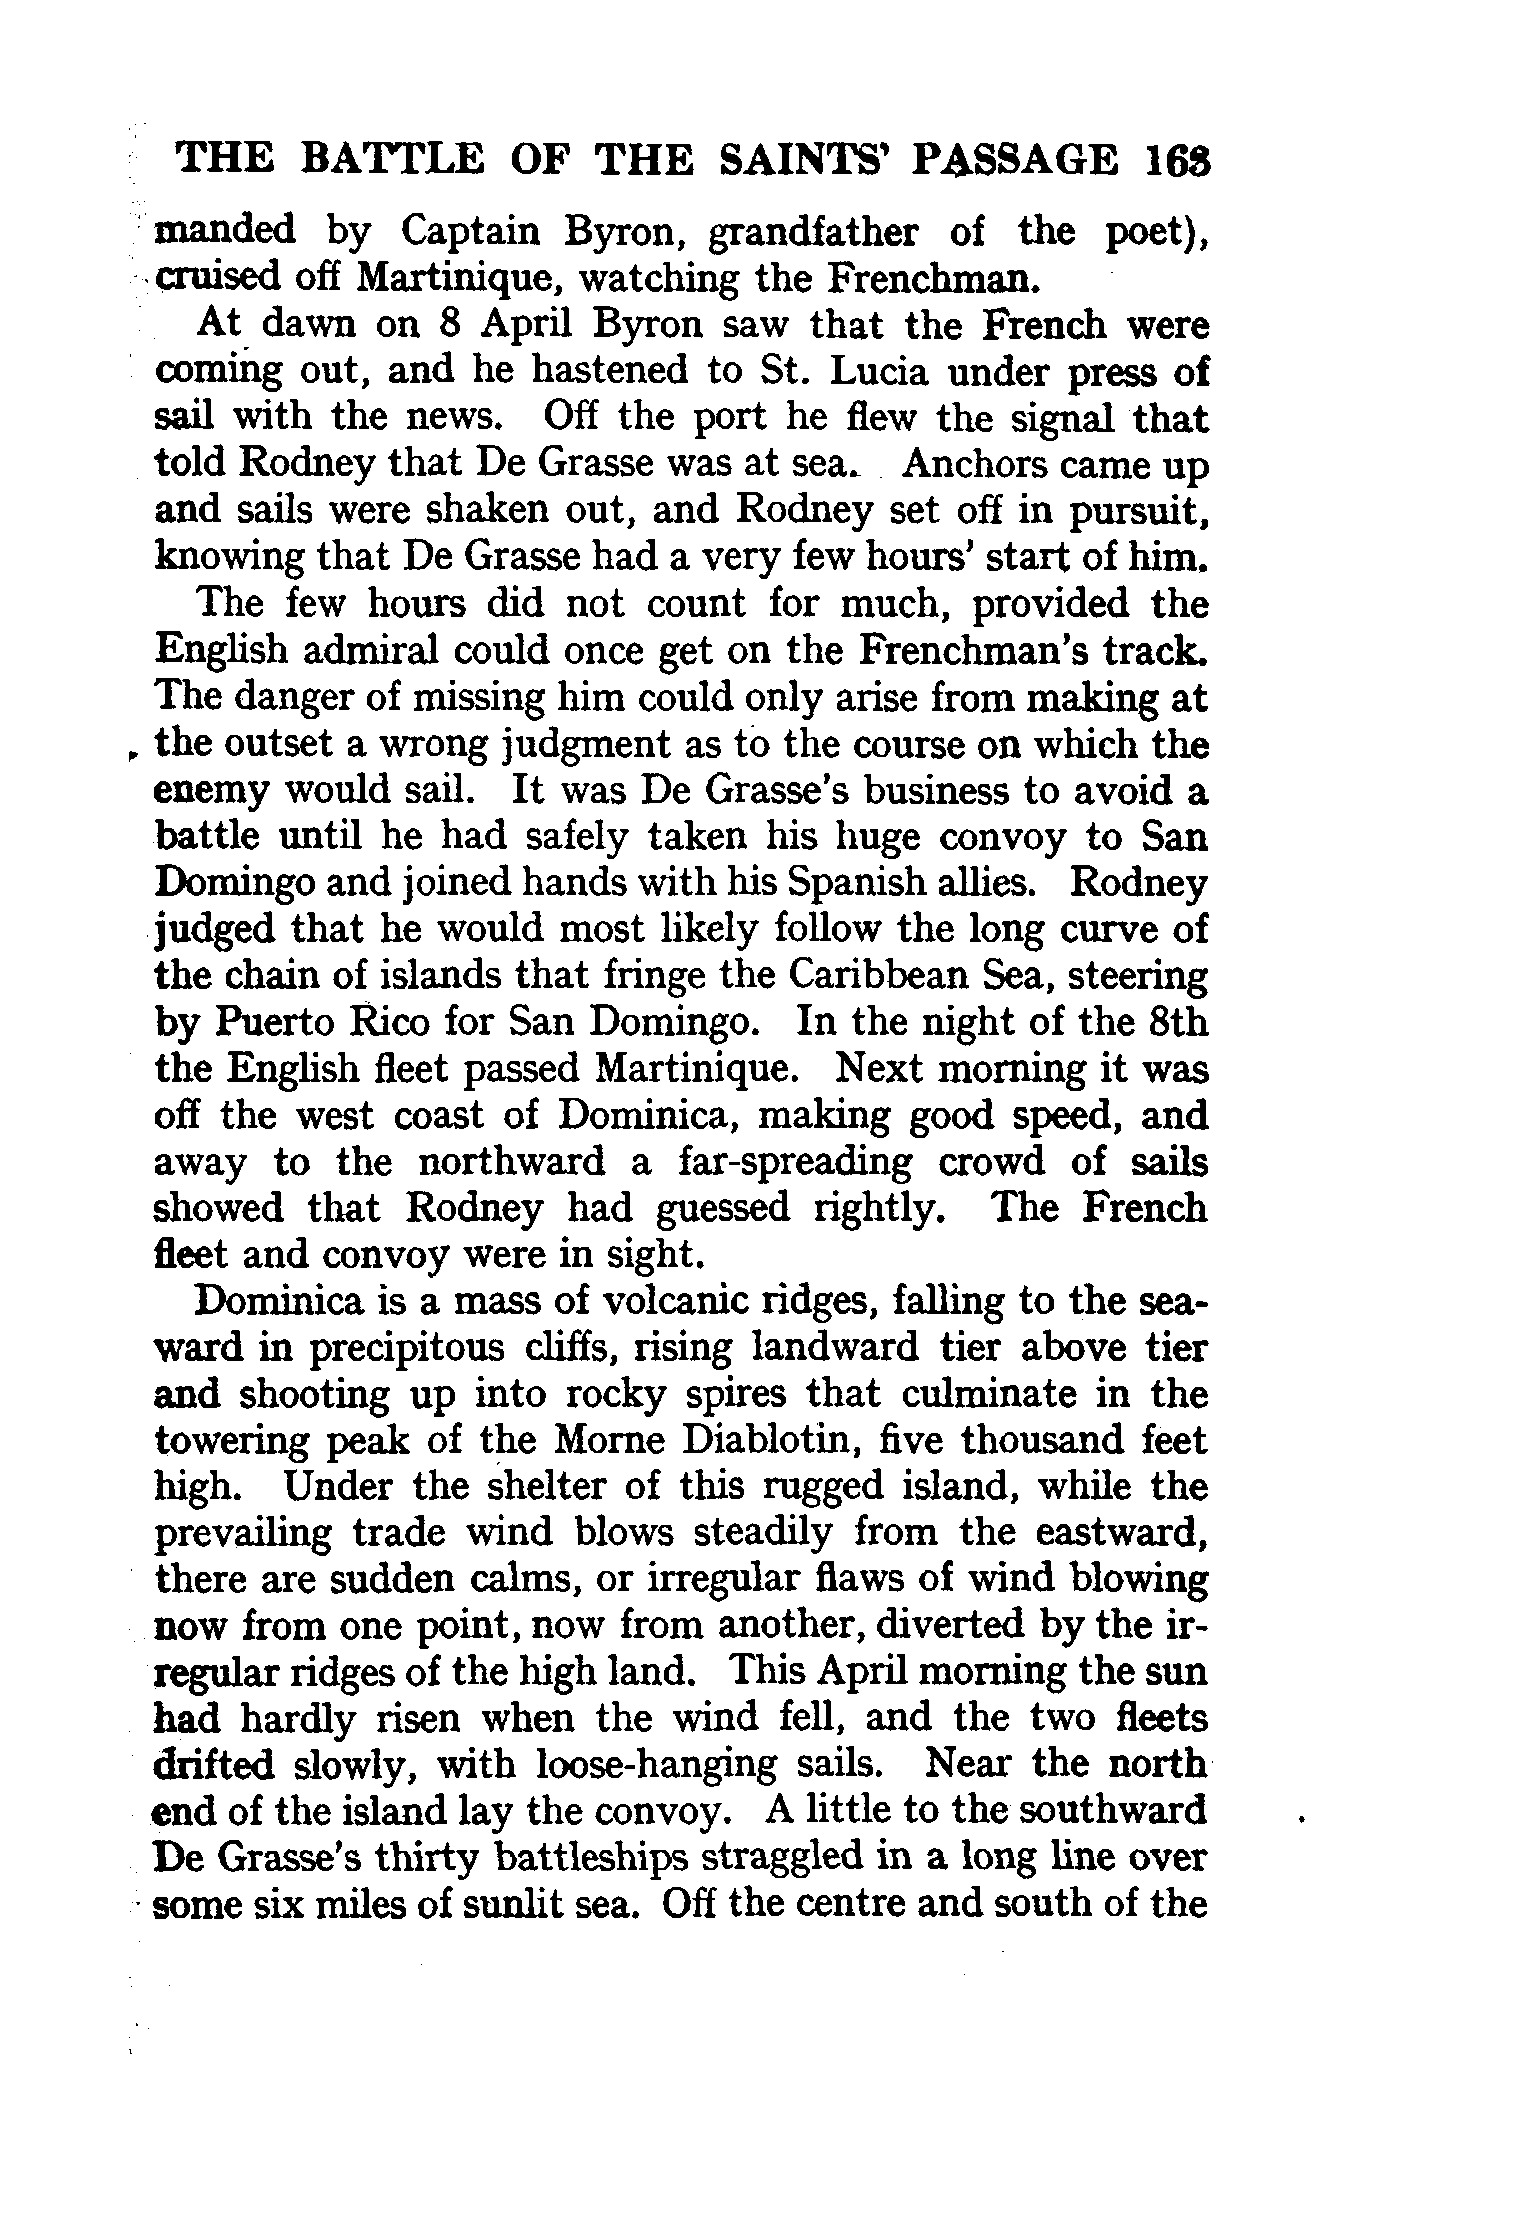 THE BATTLE OF THE SAINTS' PASSAGE 163
manded by Captain Byron, grandfather of the poet),
cruised off Martinique, watching the Frenchman.
At dawn on 8 April Byron saw that the French were
coming out, and he hastened to St. Lucia under press of
sail with the news. Off the port he flew the signal that
told Rodney that De Grasse was at sea. Anchors came up
and sails were shaken out, and Rodney set off in pursuit,
knowing that De Grasse had a very few hours' start of him.
The few hours did not count for much, provided the
English admiral could once get on the Frenchman's track.
The danger of missing him could only arise from making at
the outset a wrong judgment as to the course on which the
enemy would sail. It was De Grasse's business to avoid a
battle until he had safely taken his huge convoy to San
Domingo and joined hands with his Spanish allies. Rodney
judged that he would most likely follow the long curve of
the chain of islands that fringe the Caribbean Sea, steering
by Puerto Rico for San Domingo. In the night of the 8th
the English fleet passed Martinique. Next morning it was
off the west coast of Dominica, making good speed, and
away to the northward a far-spreading crowd of sails
showed that Rodney had guessed rightly. The French
fleet and convoy were in sight.
Dominica is a mass of volcanic ridges, falling to the sea-
ward in precipitous cliffs, rising landward tier above tier
and shooting up into rocky spires that culminate in the
towering peak of the Morne Diablotin, five thousand feet
high. Under the shelter of this rugged island, while the
prevailing trade wind blows steadily from the eastward,
there are sudden calms, or irregular flaws of wind blowing
now from one point, now from another, diverted by the ir-
regular ridges of the high land. This April morning the sun
had hardly risen when the wind fell, and the two fleets
drifted slowly, with loose-hanging sails. Near the north
end of the island lay the convoy. A little to the southward
De Grasse's thirty battleships straggled in a long line over
some six miles of sunlit sea. Off the centre and south of the